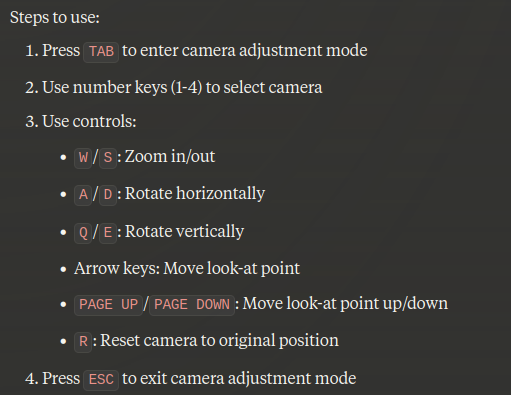 Steps to use:
1. Press TAB to enter camera adjustment mode
2. Use number keys (1-4) to select camera
3. Use controls:
• W/S: Zoom in/out
• A/D: Rotate horizontally
• Q/E: Rotate vertically
• Arrow keys: Move look-at point
• PAGE UP/PAGE DOWN: Move look-at point up/down
• R: Reset camera to original position
4. Press ESC to exit camera adjustment mode